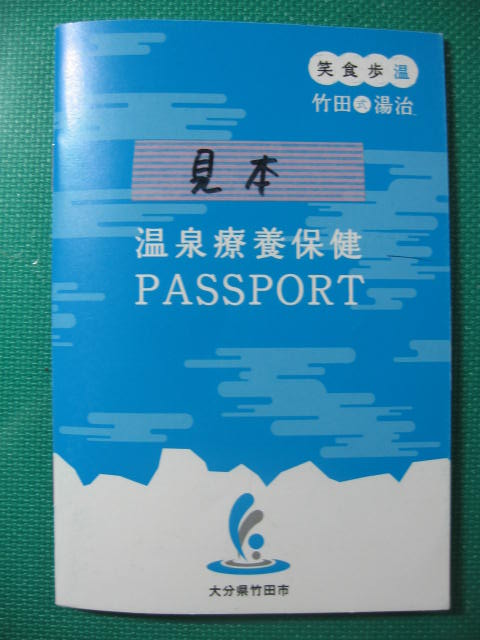 笑食歩温
竹田式湯治
見本
温泉療養保健
PASSPORT
大分県竹田市